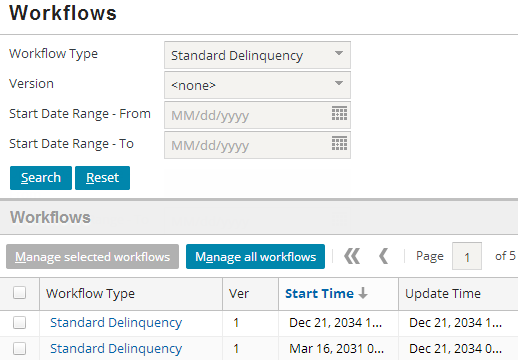 Workflows
Workflow Type Standard Delinquency
Version <none>
Start Date Range - From MM/dd/yyyy
Start Date Range - To MM/dd/yyyy
Search Reset
Workflows
Manage selected workflows Manage all workflows Page 1 of 5
Workflow Type Ver Start Time Update Time
Standard Delinquency 1 Dec 21, 2034 1... Dec 21, 2034 1...
Standard Delinquency 1 Mar 16, 2031 0... Dec 21, 2034 0...